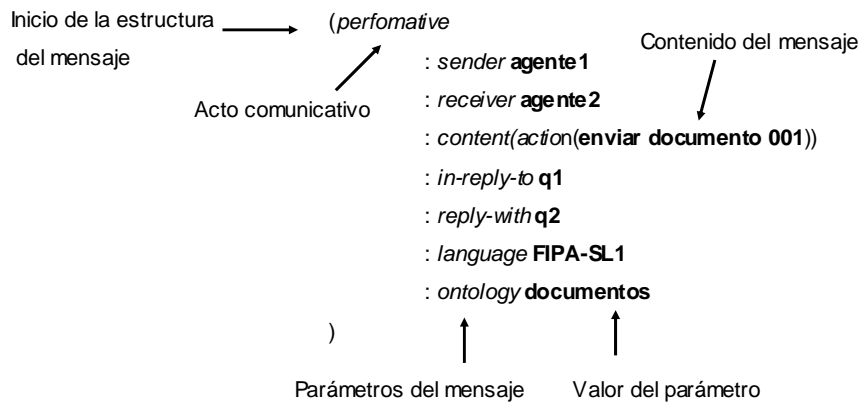 Inicio de la estructura
del mensaje
(perfomative
Contenido del mensaje
: sender agente1
Acto comunicativo
: receiver agente2
: content(action(enviar documento 001))
: in-reply-to q1
: reply-with q2
: language FIPA-SL1
: ontology documentos
)
Parámetros del mensaje
Valor del parámetro